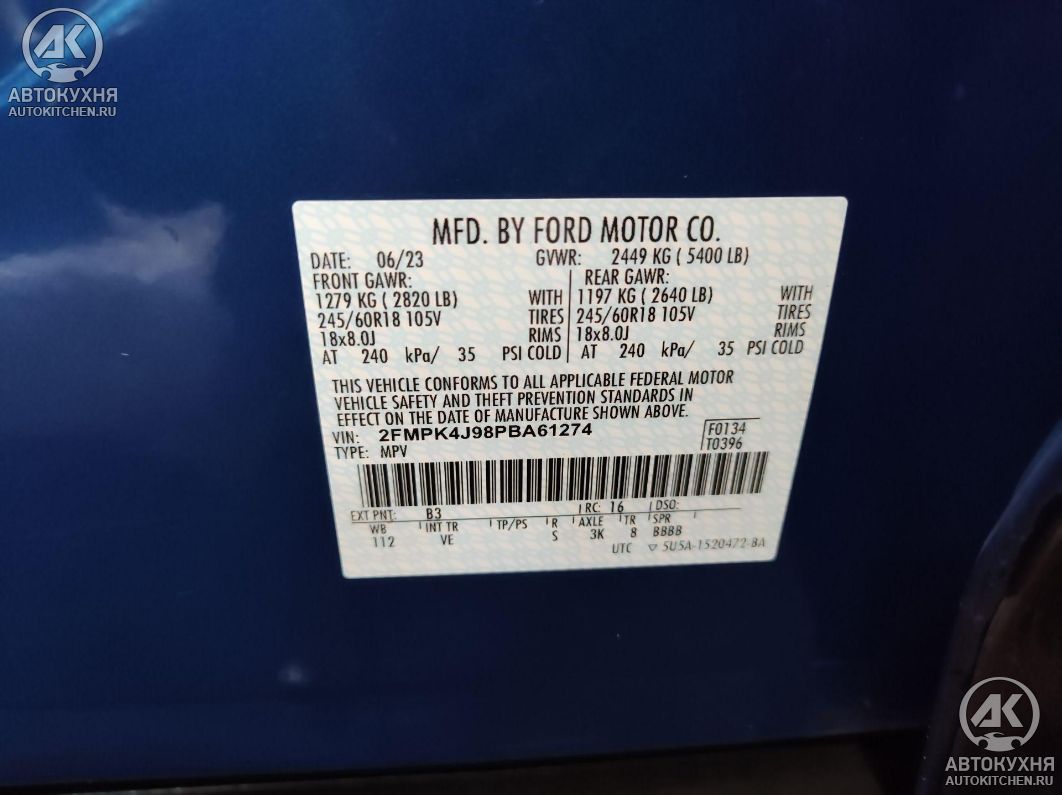 AK
АВТОКУХНЯ
AUTOKITCHEN.RU
MFD. BY FORD MOTOR CO.
DATE: 06/23 GVWR: 2449 KG ( 5400 LB)
FRONT GAWR: REAR GAWR:
1279 KG ( 2820 LB) WITH 1197 KG ( 2640 LB) WITH
245/60R18 105V TIRES 245/60R18 105V TIRES
18x8.0J RIMS 18x8.0J RIMS
AT 240 kPa/ 35 PSI COLD AT 240 kPa/ 35 PSI COLD
THIS VEHICLE CONFORMS TO ALL APPLICABLE FEDERAL MOTOR
VEHICLE SAFETY AND THEFT PREVENTION STANDARDS IN
EFFECT ON THE DATE OF MANUFACTURE SHOWN ABOVE.
VIN: 2FMPK4J98PBA61274 F0134
TYPE: MPV T0396
EXT PNT: B3 RC: 16 DSO:
WB INT TR TP/PS R AXLE TR SPR
112 VE S 3K 8 BBBB
UTC ▽ 5U5A-1520472-BA
AK
АВТОКУХНЯ
AUTOKITCHEN.RU